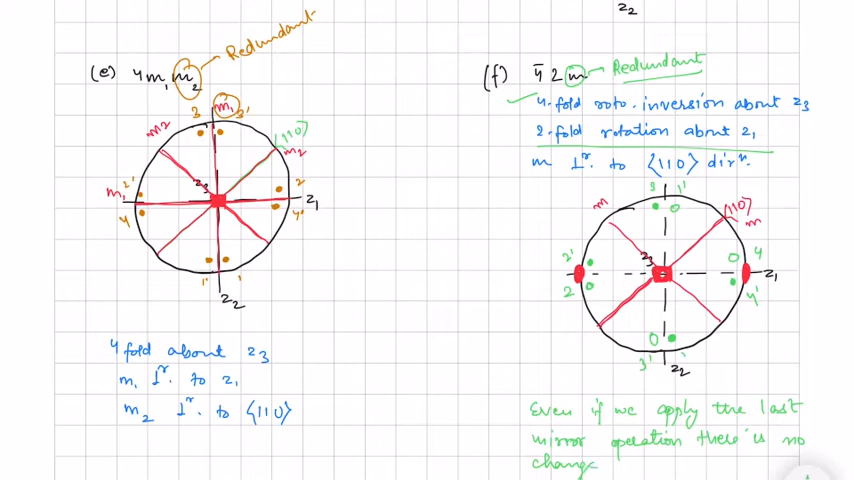 z₂
Redundant
(e) 4m₁m₂
(f) 4̄ 2 m
Redundant
4-fold roto-inversion about z₃
2-fold rotation about z₁
m ⊥ʳ. to ⟨110⟩ dirⁿ.
3 m₁ 3'
m₂
(110)
m₂
z₃
2'
m₁
4
2
z₁
4'
1' 1
z₂
3 1'
m
(110)
m
z₃
2'
2
4
z₁
4'
3' 1
z₂
4 fold about z₃
m₁ ⊥ʳ. to z₁
m₂ ⊥ʳ. to ⟨110⟩
Even if we apply the last
mirror operation there is no
change